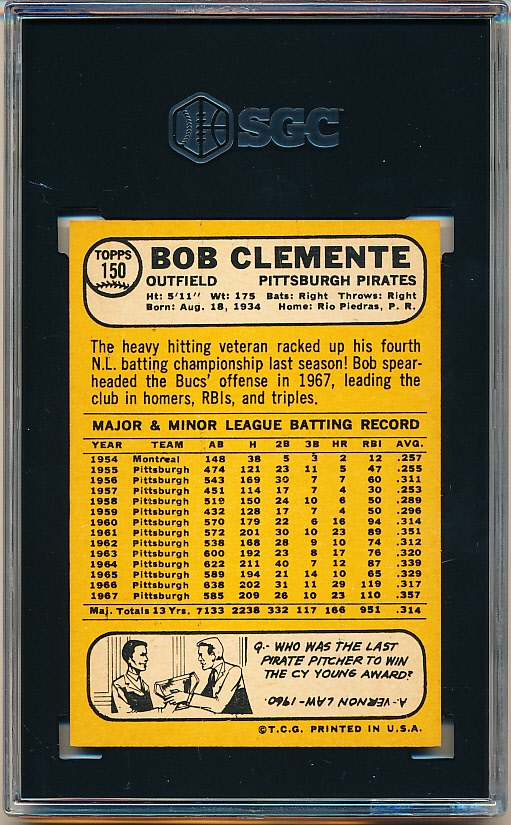 SGC
TOPPS
150
BOB CLEMENTE
OUTFIELD PITTSBURGH PIRATES
Ht: 5'11" Wt: 175 Bats: Right Throws: Right
Born: Aug. 18, 1934 Home: Rio Piedras, P. R.
The heavy hitting veteran racked up his fourth
N.L. batting championship last season! Bob spear-
headed the Bucs' offense in 1967, leading the
club in homers, RBIs, and triples.
MAJOR & MINOR LEAGUE BATTING RECORD
YEAR TEAM AB H 2B 3B HR RBI AVG.
1954 Montreal 148 38 5 3 2 12 .257
1955 Pittsburgh 474 121 23 11 5 47 .255
1956 Pittsburgh 543 169 30 7 7 60 .311
1957 Pittsburgh 451 114 17 7 4 30 .253
1958 Pittsburgh 519 150 24 10 6 50 .289
1959 Pittsburgh 432 128 17 7 4 50 .296
1960 Pittsburgh 570 179 22 6 16 94 .314
1961 Pittsburgh 572 201 30 10 23 89 .351
1962 Pittsburgh 538 168 28 9 10 74 .312
1963 Pittsburgh 600 192 23 8 17 76 .320
1964 Pittsburgh 622 211 40 7 12 87 .339
1965 Pittsburgh 589 194 21 14 10 65 .329
1966 Pittsburgh 638 202 31 11 29 119 .317
1967 Pittsburgh 585 209 26 10 23 110 .357
Maj. Totals 13 Yrs. 7133 2238 332 117 166 951 .314
Q.- WHO WAS THE LAST
PIRATE PITCHER TO WIN
THE CY YOUNG AWARD?
A- VERNON LAW-1960.
©T.C.G. PRINTED IN U.S.A.